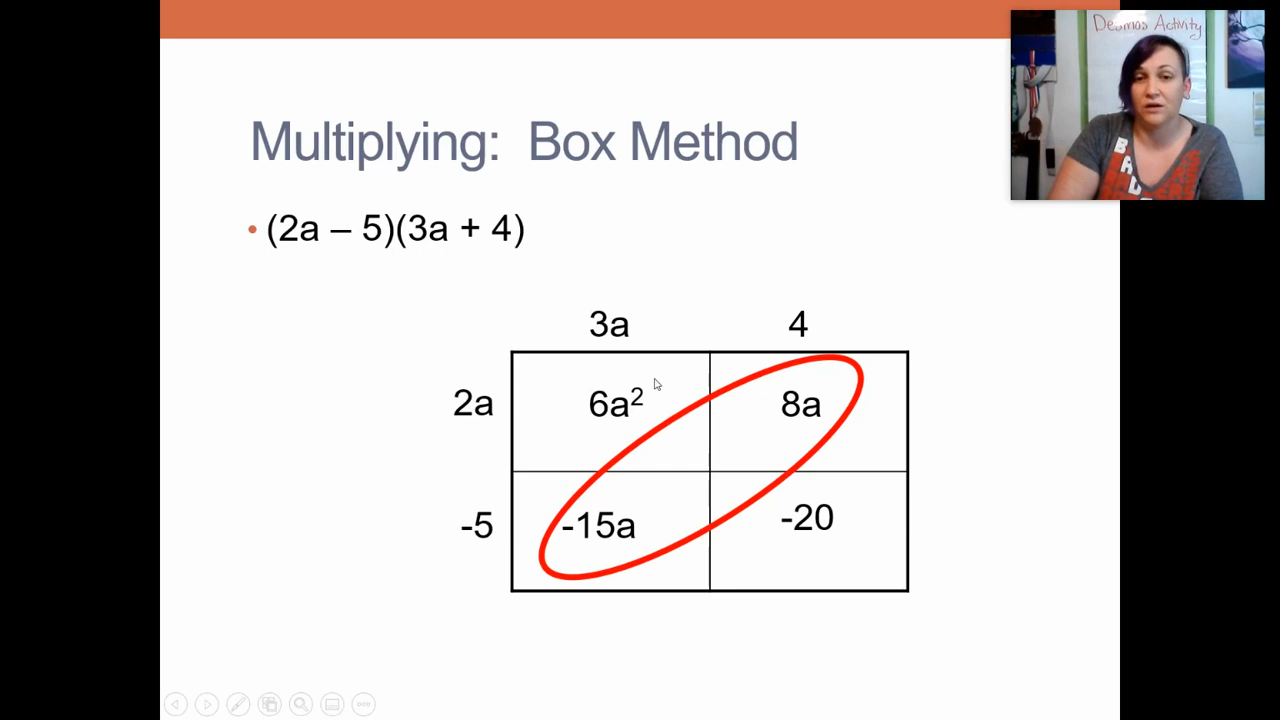 Desmos Activity
Multiplying: Box Method
• (2a – 5)(3a + 4)
3a 4
2a 6a² 8a
-5 -15a -20